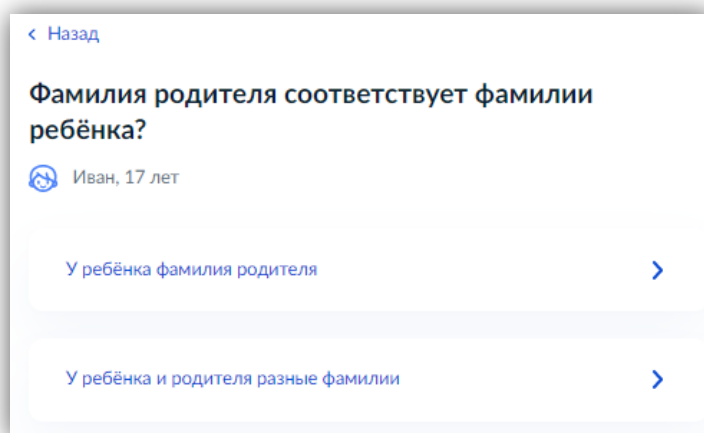 Назад
Фамилия родителя соответствует фамилии
ребёнка?
Иван, 17 лет
У ребёнка фамилия родителя
У ребёнка и родителя разные фамилии